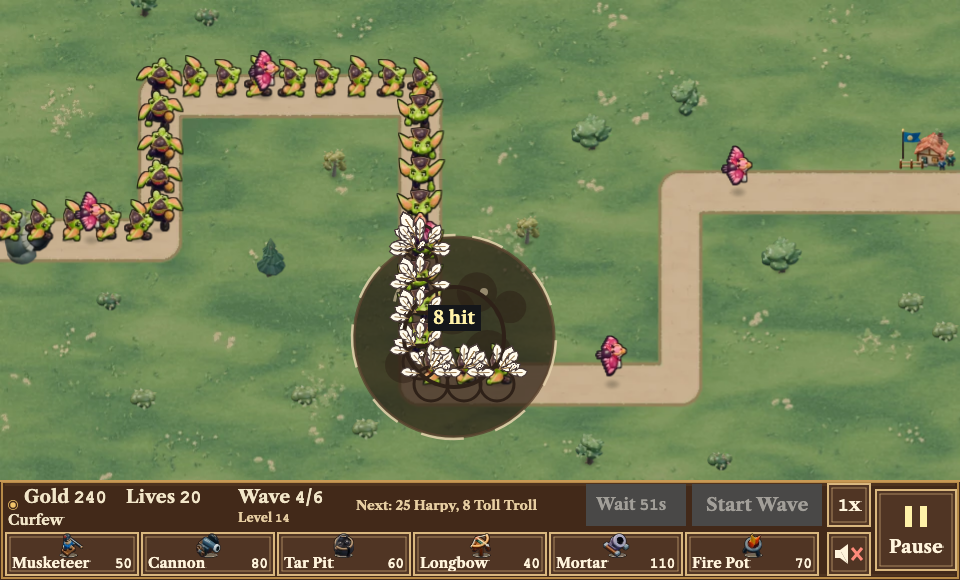 8 hit
Gold 240 Lives 20 Wave 4/6
Curfew Level 14
Next: 25 Harpy, 8 Toll Troll
Wait 51s
Start Wave
1x
Pause
Musketeer 50
Cannon 80
Tar Pit 60
Longbow 40
Mortar 110
Fire Pot 70